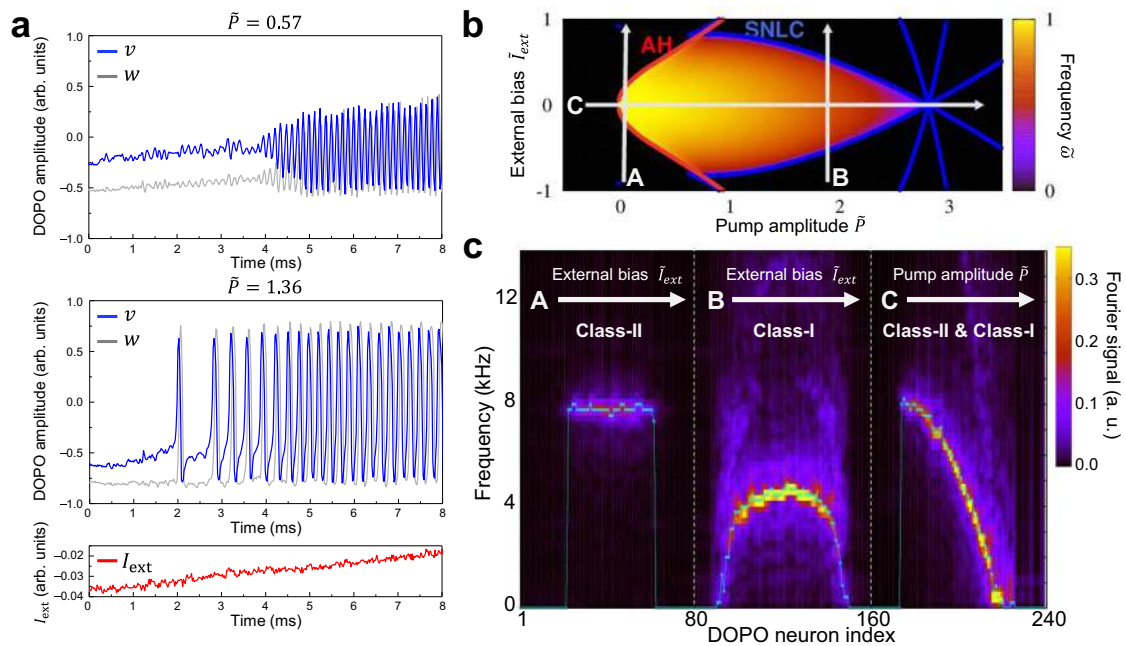 a
P̃ = 0.57
v
w
DOPO amplitude (arb. units)
1.0
0.5
0.0
−0.5
−1.0
0 1 2 3 4 5 6 7 8
Time (ms)
P̃ = 1.36
v
w
DOPO amplitude (arb. units)
1.0
0.5
0.0
−0.5
−1.0
0 1 2 3 4 5 6 7 8
Time (ms)
I_ext
I_ext (arb. units)
−0.02
−0.03
−0.04
0 1 2 3 4 5 6 7 8
Time (ms)
b
External bias Ĩ_ext
1
0
-1
AH
SNLC
C
A
B
0 1 2 3
Pump amplitude P̃
1
0
Frequency ω̃
c
Frequency (kHz)
12
8
4
0
A
External bias Ĩ_ext
Class-II
B
External bias Ĩ_ext
Class-I
C
Pump amplitude P̃
Class-II & Class-I
1 80 160 240
DOPO neuron index
0.3
0.2
0.1
0.0
Fourier signal (a. u.)